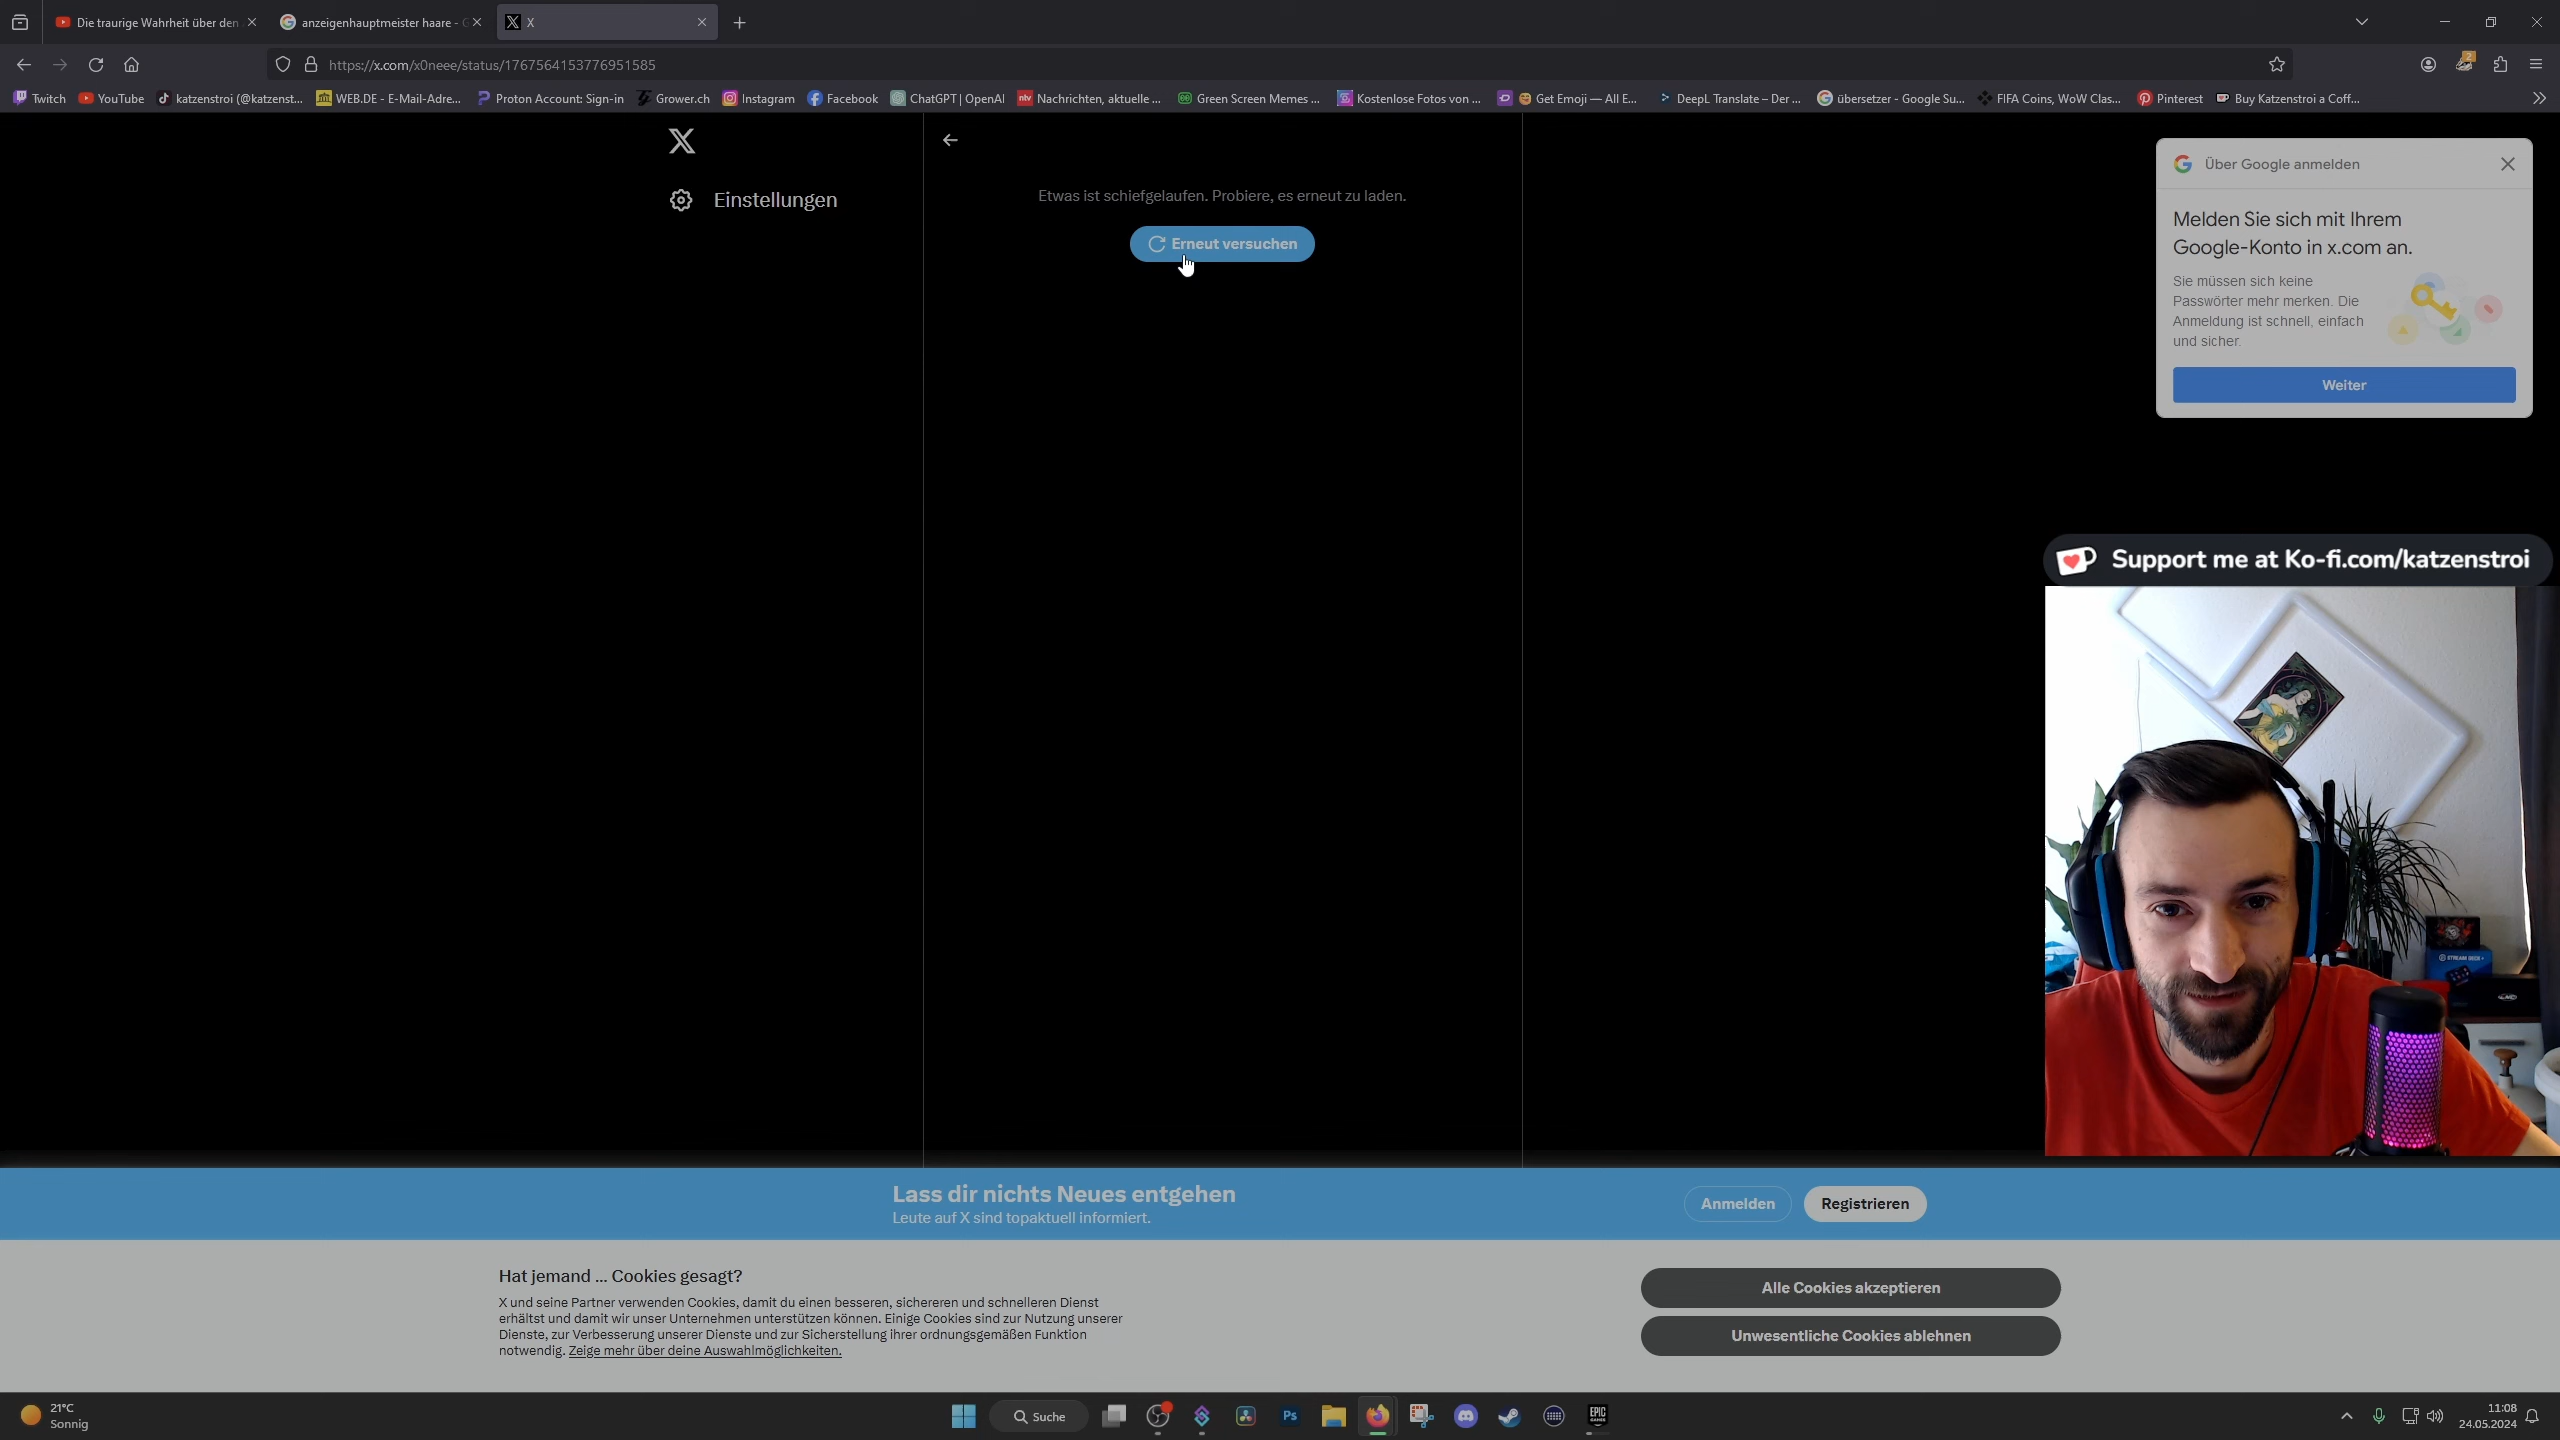 Die traurige Wahrheit über den
anzeigenhauptmeister haare - G
X
https://x.com/x0neee/status/1767564153776951585
2
Twitch
YouTube
katzenstroi (@katzenst...
WEB.DE - E-Mail-Adre...
Proton Account: Sign-in
Grower.ch
Instagram
Facebook
ChatGPT | OpenAI
ntv Nachrichten, aktuelle ...
Green Screen Memes ...
Kostenlose Fotos von ...
Get Emoji — All E...
DeepL Translate – Der ...
übersetzer - Google Su...
FIFA Coins, WoW Clas...
Pinterest
Buy Katzenstroi a Coff...
Einstellungen
Etwas ist schiefgelaufen. Probiere, es erneut zu laden.
Erneut versuchen
Über Google anmelden
Melden Sie sich mit Ihrem
Google-Konto in x.com an.
Sie müssen sich keine
Passwörter mehr merken. Die
Anmeldung ist schnell, einfach
und sicher.
Weiter
Support me at Ko-fi.com/katzenstroi
STREAM DECK +
Lass dir nichts Neues entgehen
Leute auf X sind topaktuell informiert.
Anmelden
Registrieren
Hat jemand ... Cookies gesagt?
X und seine Partner verwenden Cookies, damit du einen besseren, sichereren und schnelleren Dienst
erhältst und damit wir unser Unternehmen unterstützen können. Einige Cookies sind zur Nutzung unserer
Dienste, zur Verbesserung unserer Dienste und zur Sicherstellung ihrer ordnungsgemäßen Funktion
notwendig. Zeige mehr über deine Auswahlmöglichkeiten.
Alle Cookies akzeptieren
Unwesentliche Cookies ablehnen
21°C
Sonnig
Suche
Ps
EPIC
GAMES
11:08
24.05.2024